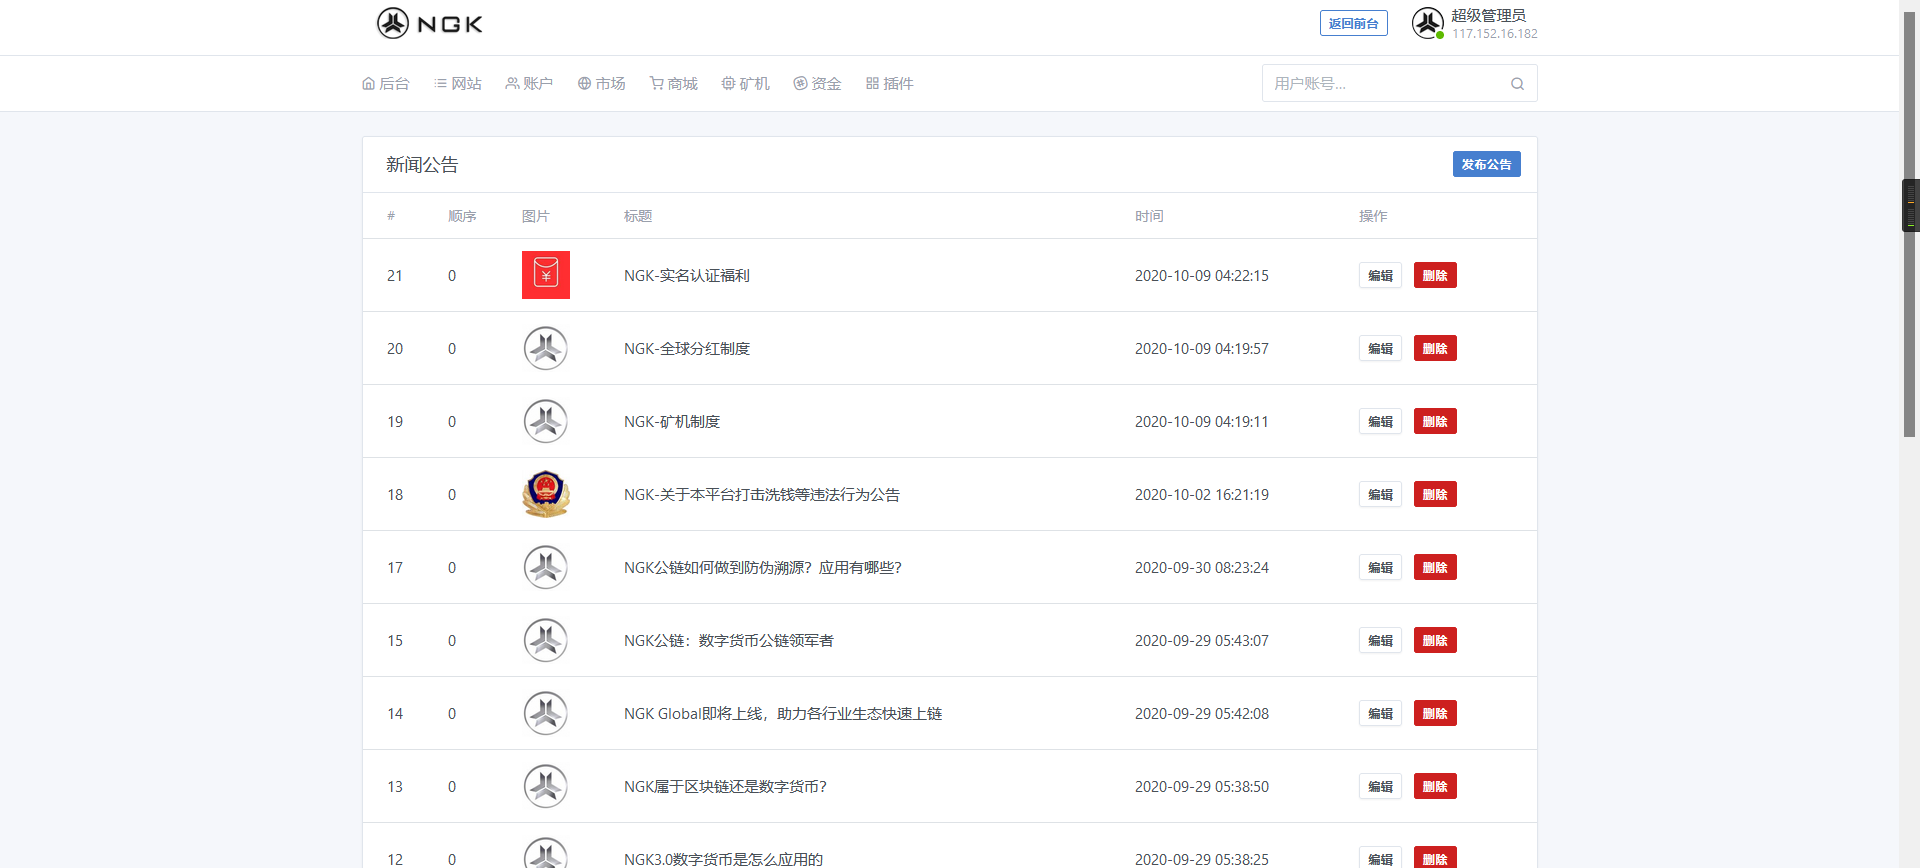 NGK
返回前台
超级管理员
117.152.16.182
后台 网站 账户 市场 商城 矿机 资金 插件
用户账号...
新闻公告
发布公告
# 顺序 图片 标题 时间 操作
21 0 NGK-实名认证福利 2020-10-09 04:22:15 编辑 删除
20 0 NGK-全球分红制度 2020-10-09 04:19:57 编辑 删除
19 0 NGK-矿机制度 2020-10-09 04:19:11 编辑 删除
18 0 NGK-关于本平台打击洗钱等违法行为公告 2020-10-02 16:21:19 编辑 删除
17 0 NGK公链如何做到防伪溯源？应用有哪些? 2020-09-30 08:23:24 编辑 删除
15 0 NGK公链：数字货币公链领军者 2020-09-29 05:43:07 编辑 删除
14 0 NGK Global即将上线，助力各行业生态快速上链 2020-09-29 05:42:08 编辑 删除
13 0 NGK属于区块链还是数字货币? 2020-09-29 05:38:50 编辑 删除
12 0 NGK3.0数字货币是怎么应用的 2020-09-29 05:38:25 编辑 删除